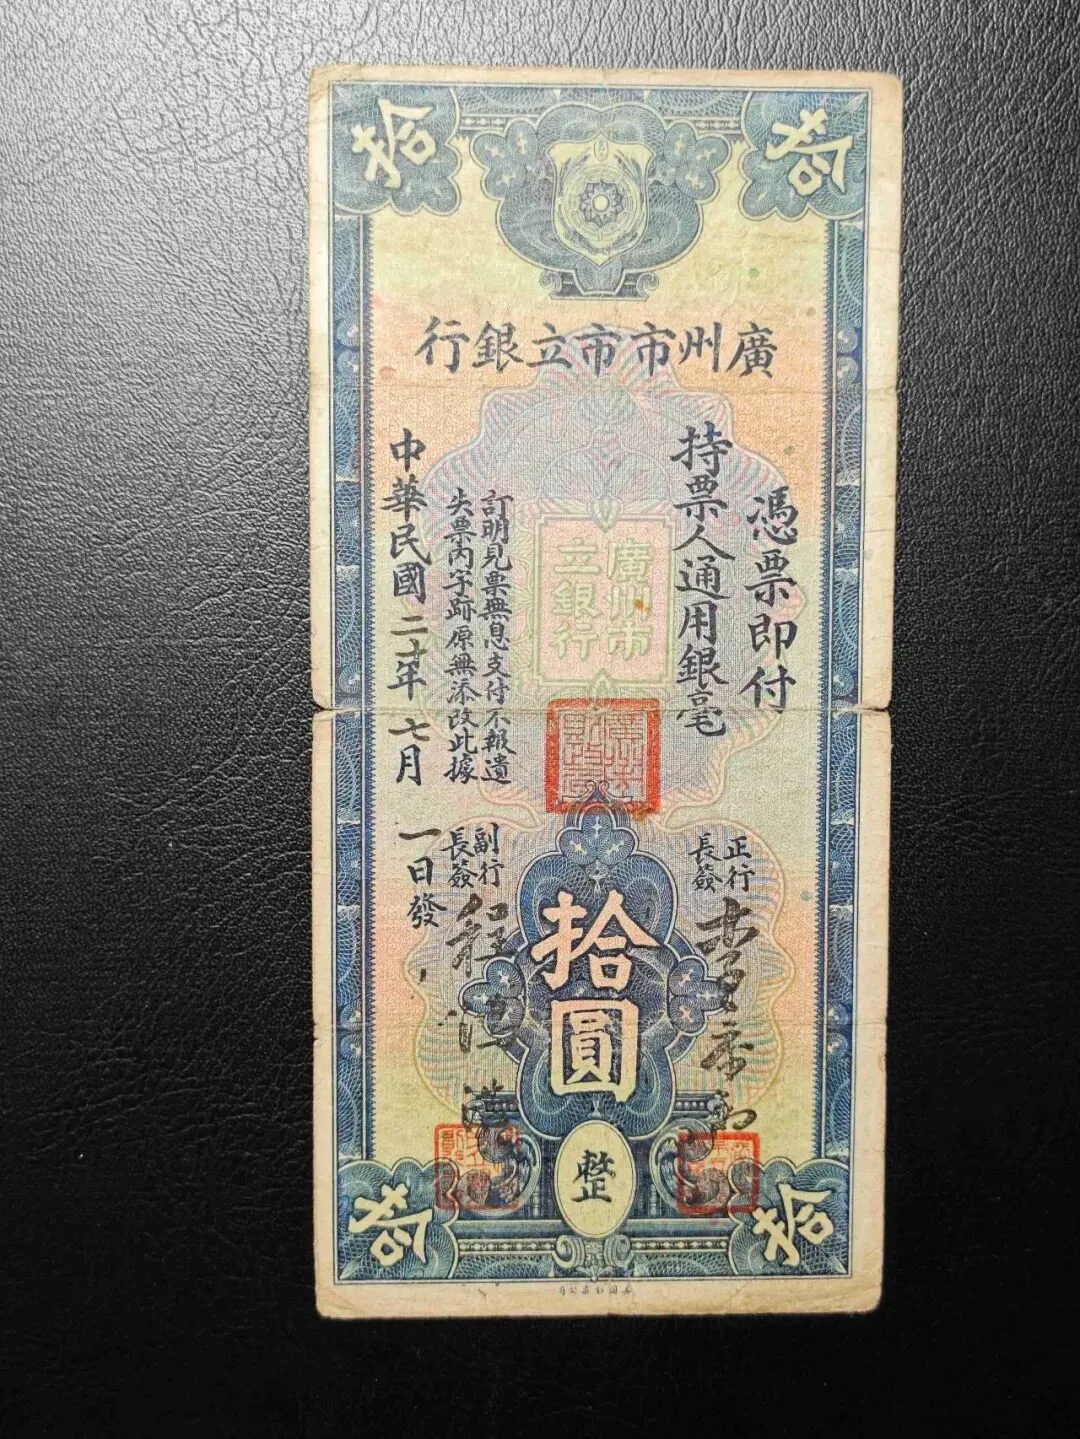 拾 拾
廣州市市立銀行
憑票即付
持票人通用銀毫
廣州市
立銀行
訂明見票無息支付不報遺
失票內字跡原無添改此據
中華民國二十年七月一日發
正行
長簽
副行
長簽
拾圓
整
拾 拾